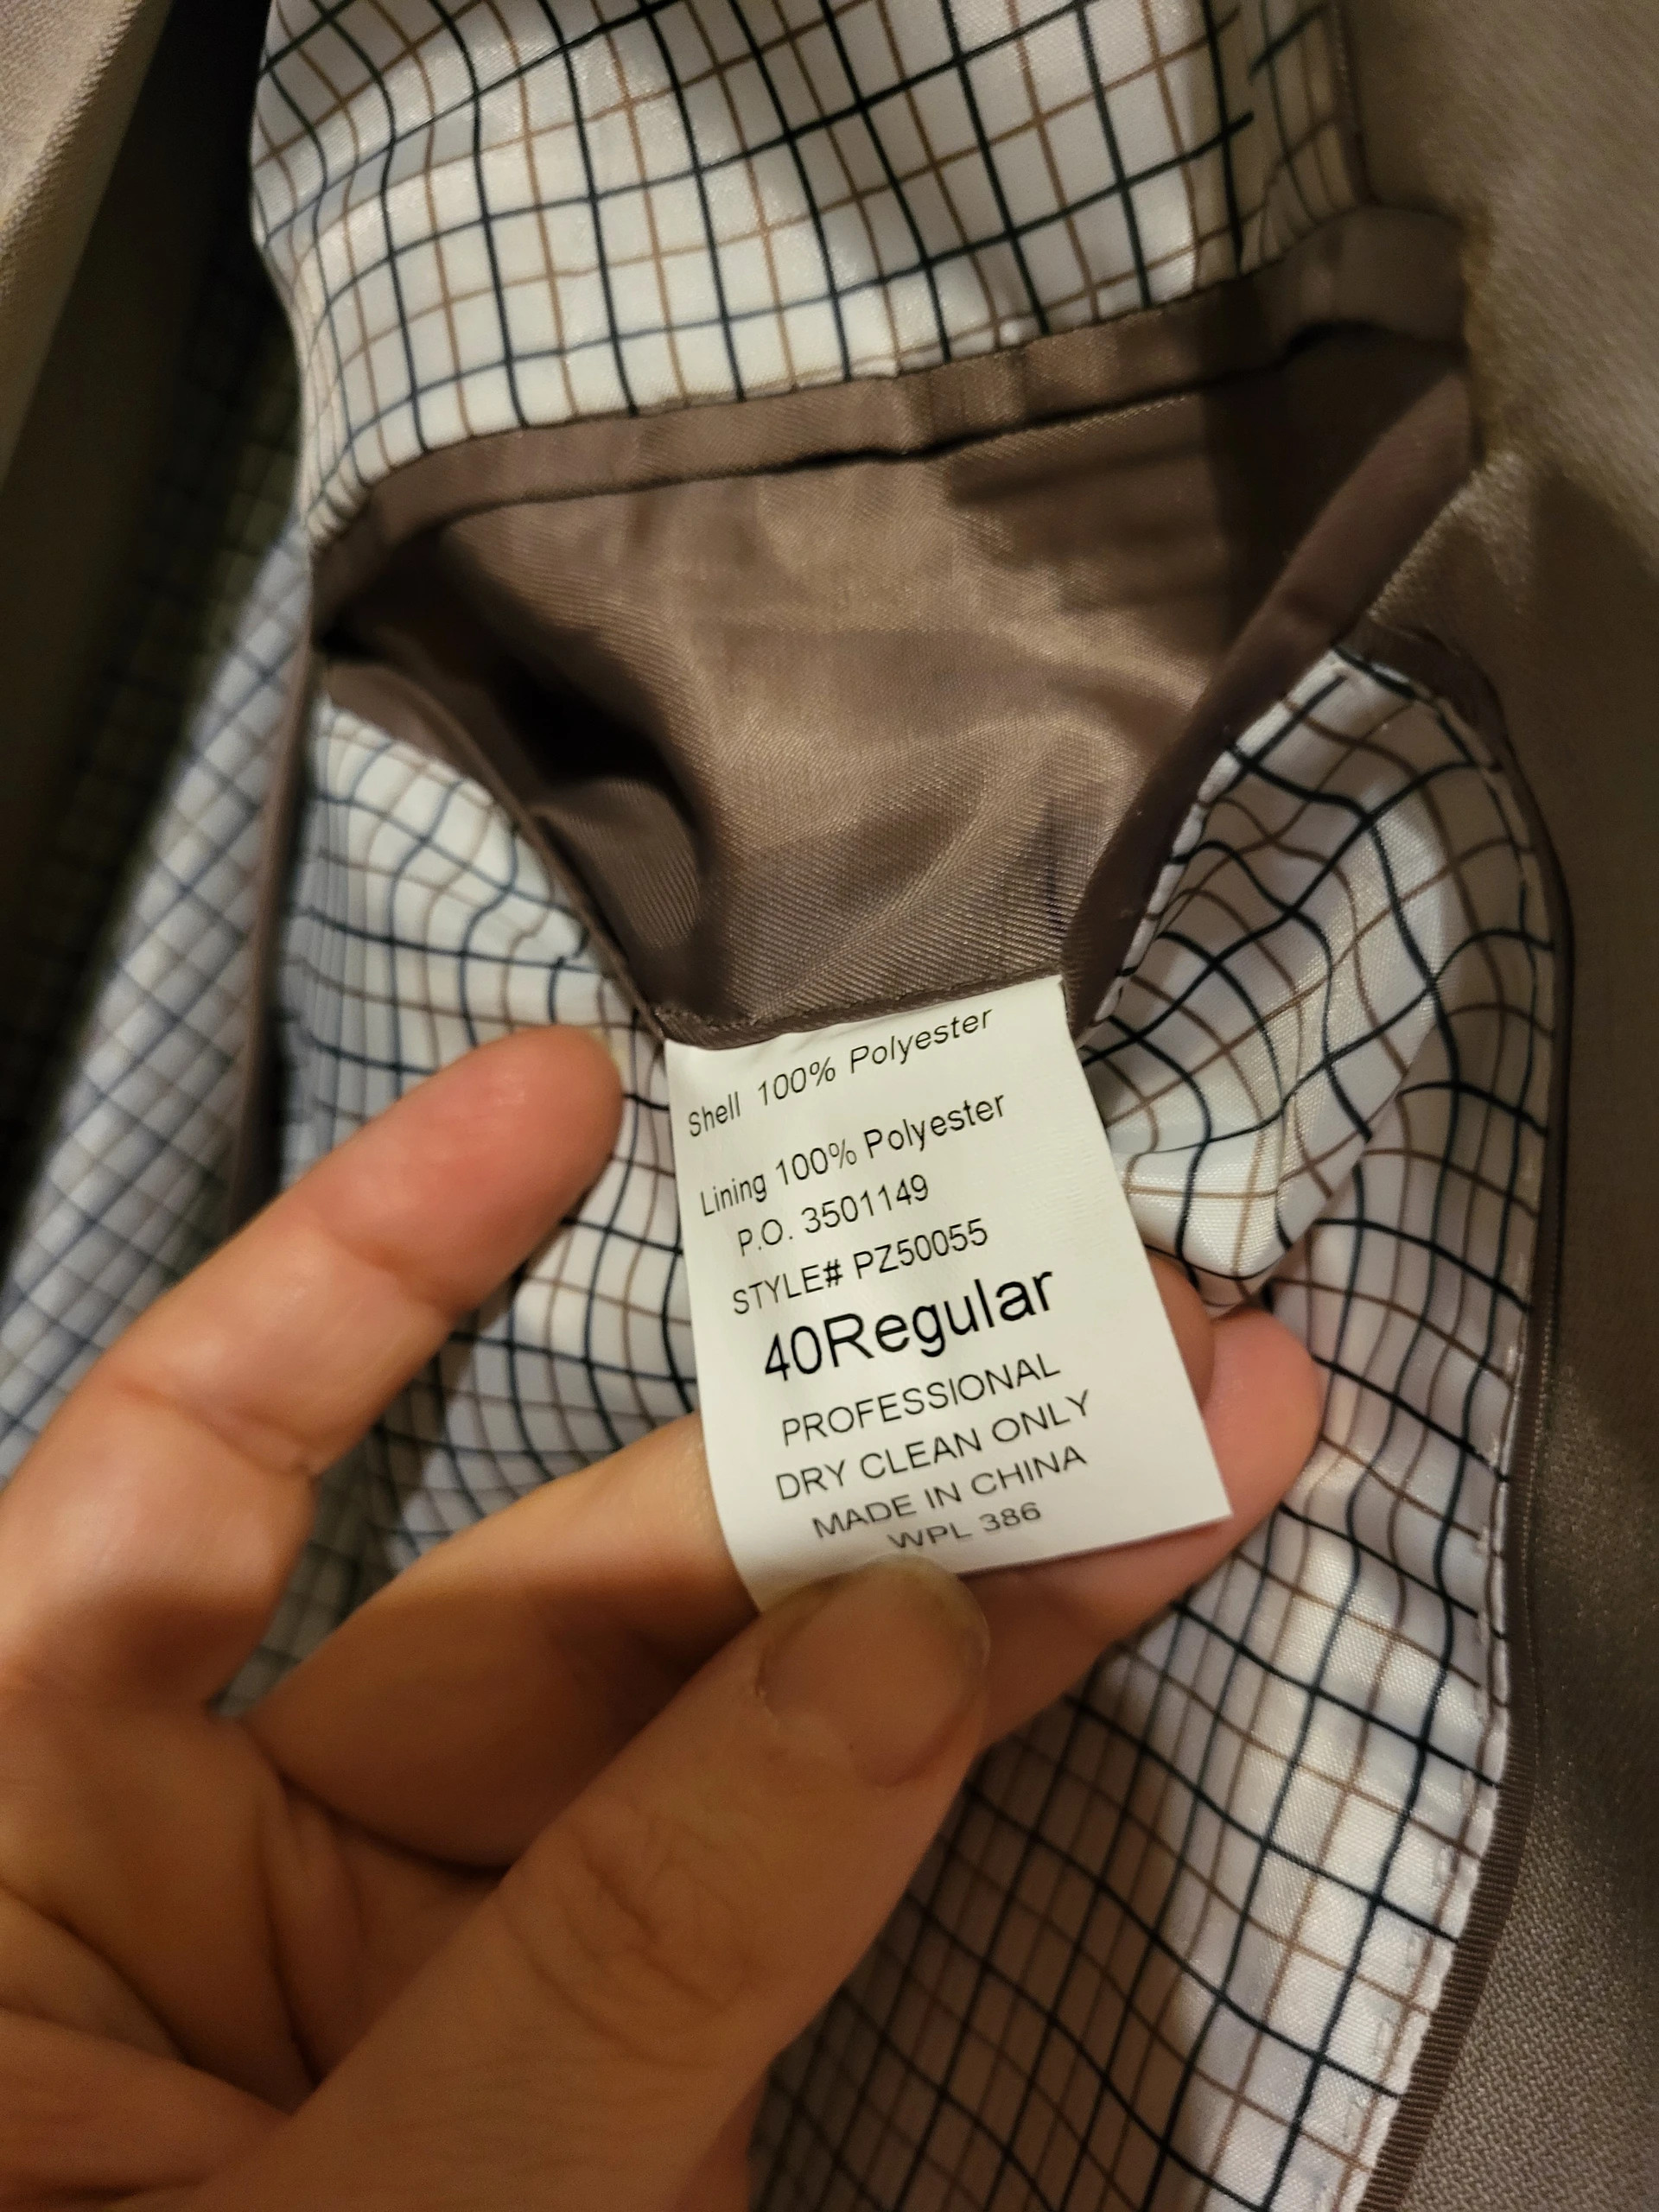 Shell 100% Polyester
Lining 100% Polyester
P.O. 3501149
STYLE# PZ50055
40Regular
PROFESSIONAL
DRY CLEAN ONLY
MADE IN CHINA
WPL 386